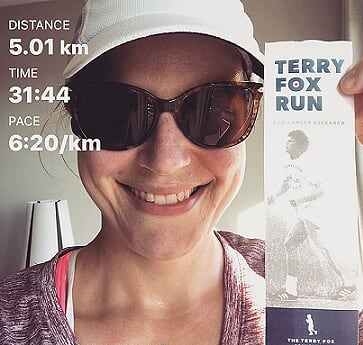 DISTANCE
5.01 km
TIME
31:44
PACE
6:20/km
TERRY
FOX
RUN
FOR CANCER RESEARCH
THE TERRY FOX